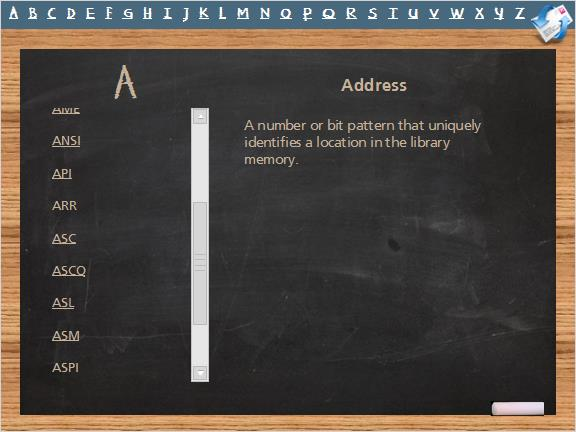 A B C D E F G H I J K L M N O P Q R S T U V W X Y Z
A
Address
AME
ANSI
API
ARR
ASC
ASCQ
ASL
ASM
ASPI
A number or bit pattern that uniquely
identifies a location in the library
memory.